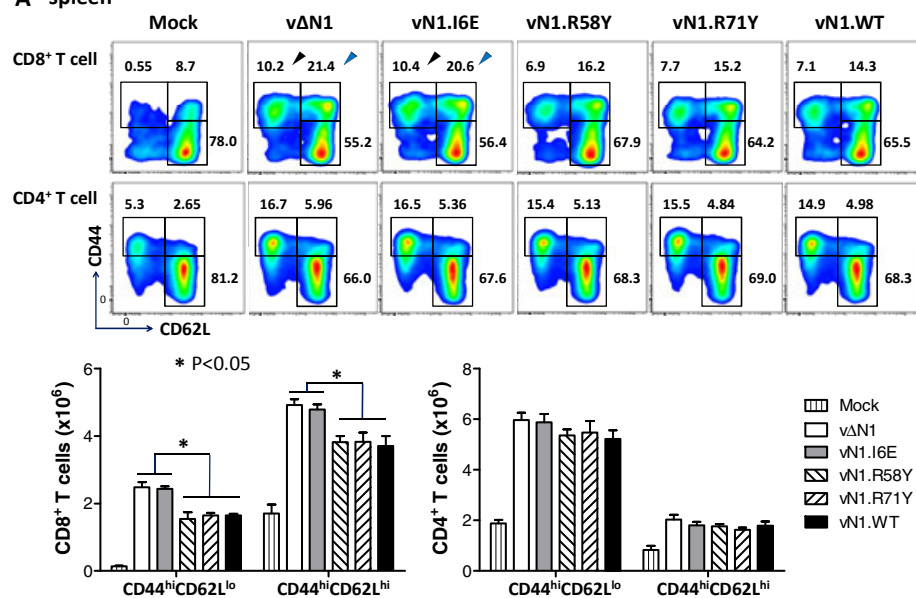 A spleen
Mock vΔN1 vN1.I6E vN1.R58Y vN1.R71Y vN1.WT
CD8⁺ T cell
0.55 8.7 10.2 21.4 10.4 20.6 6.9 16.2 7.7 15.2 7.1 14.3
78.0 55.2 56.4 67.9 64.2 65.5
CD4⁺ T cell
5.3 2.65 16.7 5.96 16.5 5.36 15.4 5.13 15.5 4.84 14.9 4.98
81.2 66.0 67.6 68.3 69.0 68.3
CD44
0
0
CD62L
* P<0.05
CD8⁺ T cells (x10⁶)
6
4
2
0
*
*
CD44ʰⁱCD62Lˡᵒ CD44ʰⁱCD62Lʰⁱ
CD4⁺ T cells (x10⁶)
8
6
4
2
0
CD44ʰⁱCD62Lˡᵒ CD44ʰⁱCD62Lʰⁱ
Mock
vΔN1
vN1.I6E
vN1.R58Y
vN1.R71Y
vN1.WT